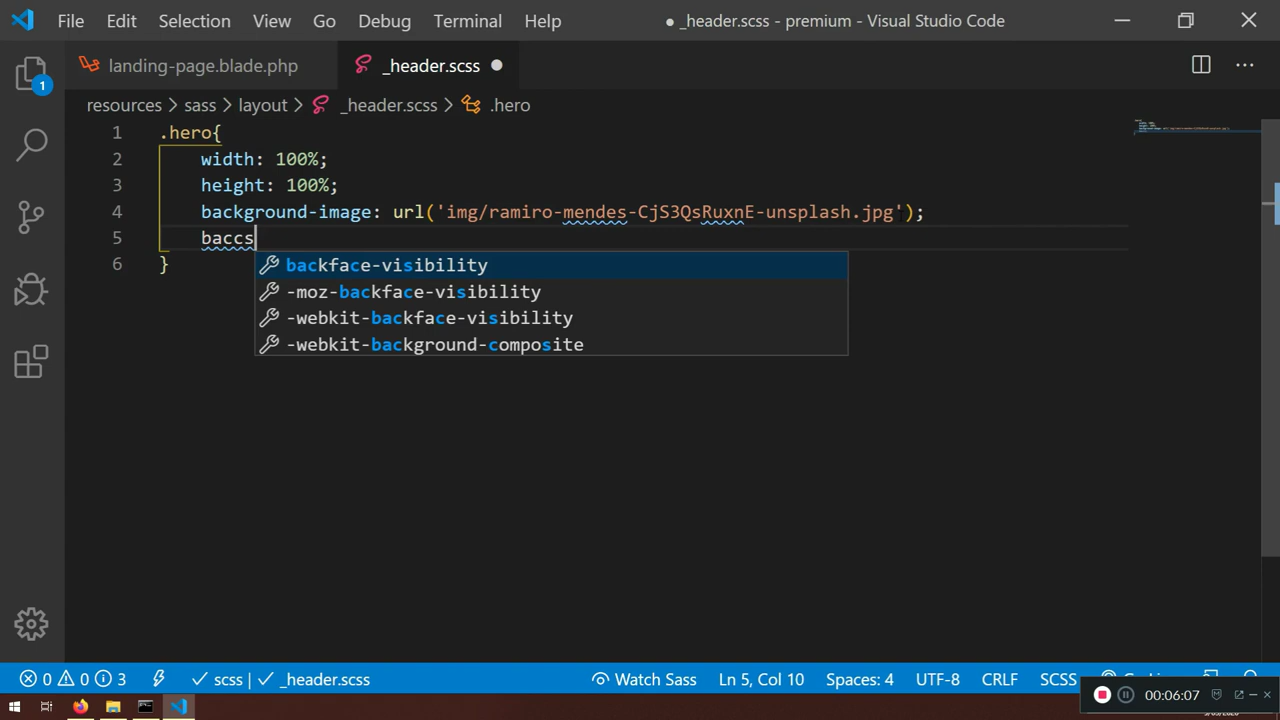 File Edit Selection View Go Debug Terminal Help ● _header.scss - premium - Visual Studio Code
landing-page.blade.php _header.scss
resources > sass > layout > _header.scss > .hero
1 .hero{
2 width: 100%;
3 height: 100%;
4 background-image: url('img/ramiro-mendes-CjS3QsRuxnE-unsplash.jpg');
5 baccs
backface-visibility
-moz-backface-visibility
-webkit-backface-visibility
-webkit-background-composite
6 }
1
0 0 3 scss | _header.scss Watch Sass Ln 5, Col 10 Spaces: 4 UTF-8 CRLF SCSS
00:06:07